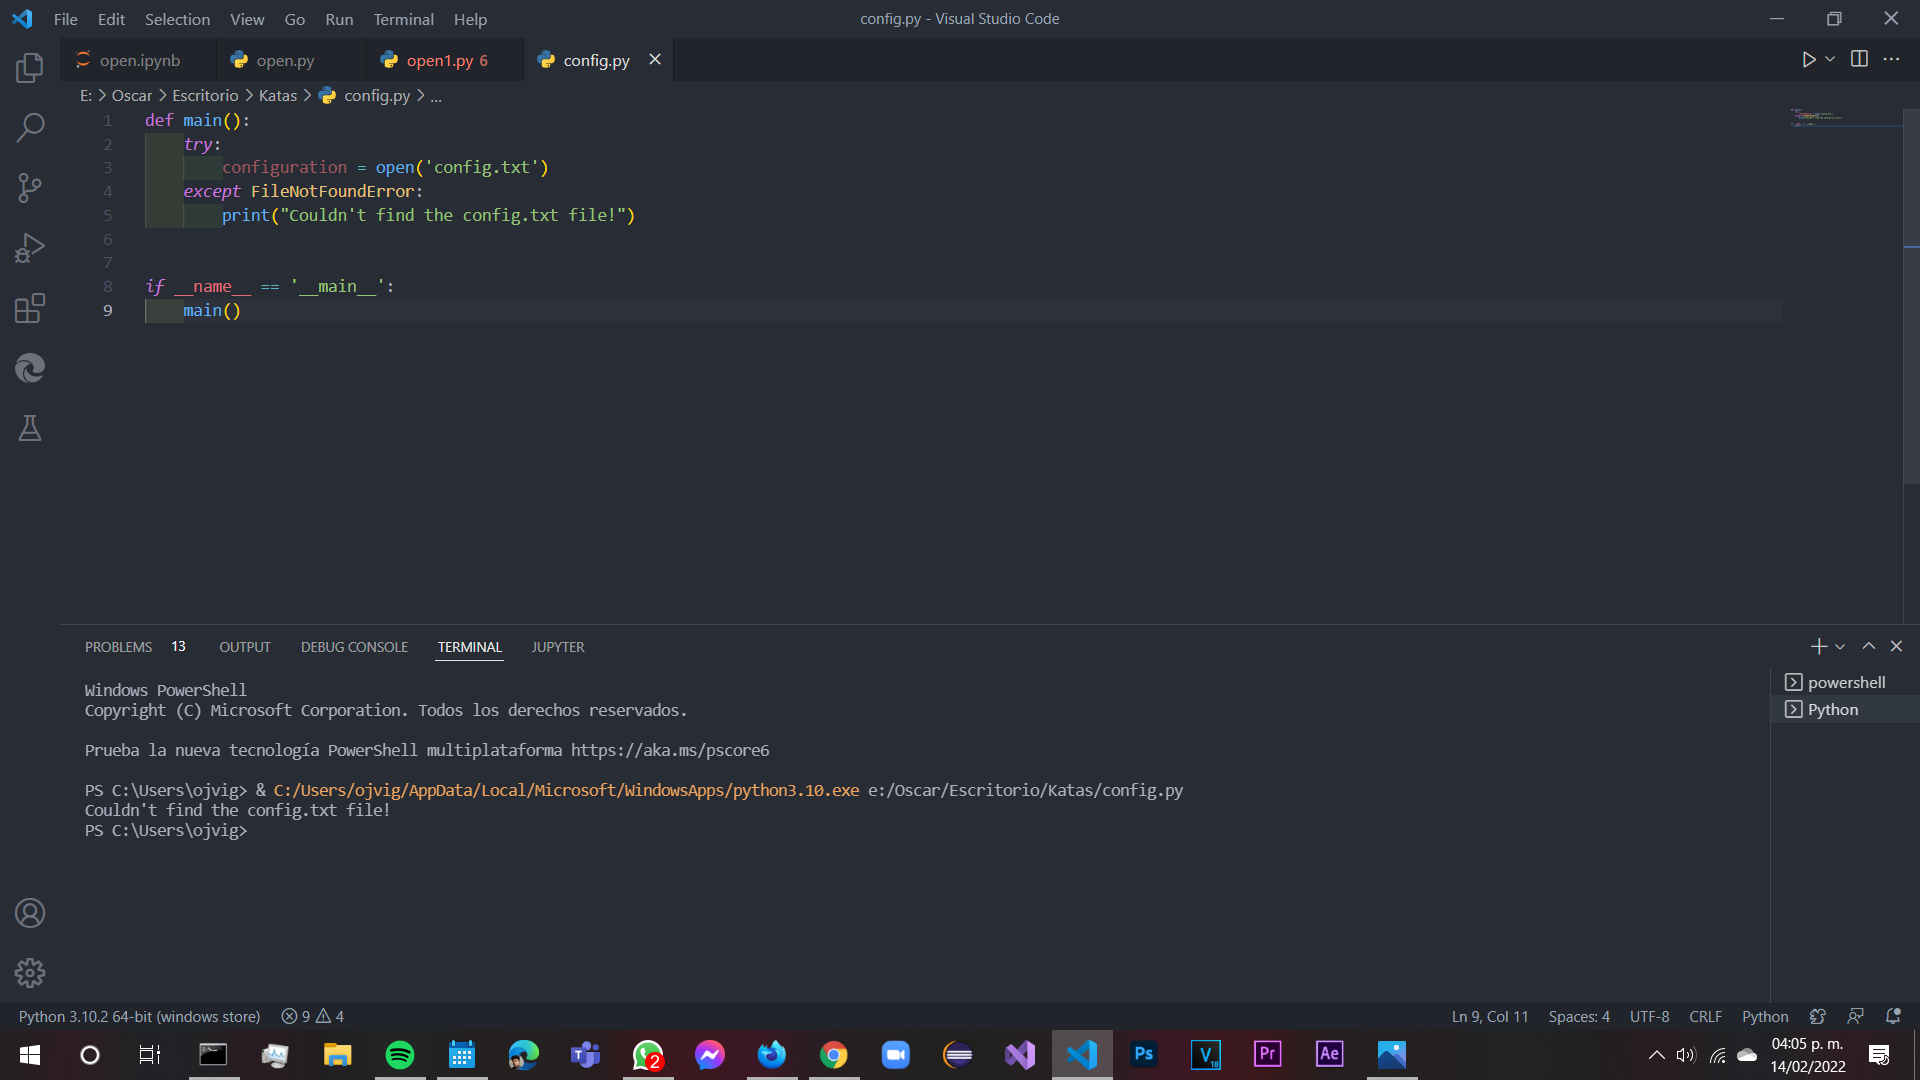 File Edit Selection View Go Run Terminal Help
config.py - Visual Studio Code
open.ipynb open.py open1.py 6 config.py
E: > Oscar > Escritorio > Katas > config.py > ...
1 def main():
2     try:
3         configuration = open('config.txt')
4     except FileNotFoundError:
5         print("Couldn't find the config.txt file!")
6
7
8 if __name__ == '__main__':
9     main()
PROBLEMS 13 OUTPUT DEBUG CONSOLE TERMINAL JUPYTER
Windows PowerShell
Copyright (C) Microsoft Corporation. Todos los derechos reservados.
Prueba la nueva tecnología PowerShell multiplataforma https://aka.ms/pscore6
PS C:\Users\ojvig> & C:/Users/ojvig/AppData/Local/Microsoft/WindowsApps/python3.10.exe e:/Oscar/Escritorio/Katas/config.py
Couldn't find the config.txt file!
PS C:\Users\ojvig>
powershell
Python
Python 3.10.2 64-bit (windows store) 9 4
Ln 9, Col 11 Spaces: 4 UTF-8 CRLF Python
2 Ps V 18 Pr Ae
04:05 p. m.
14/02/2022